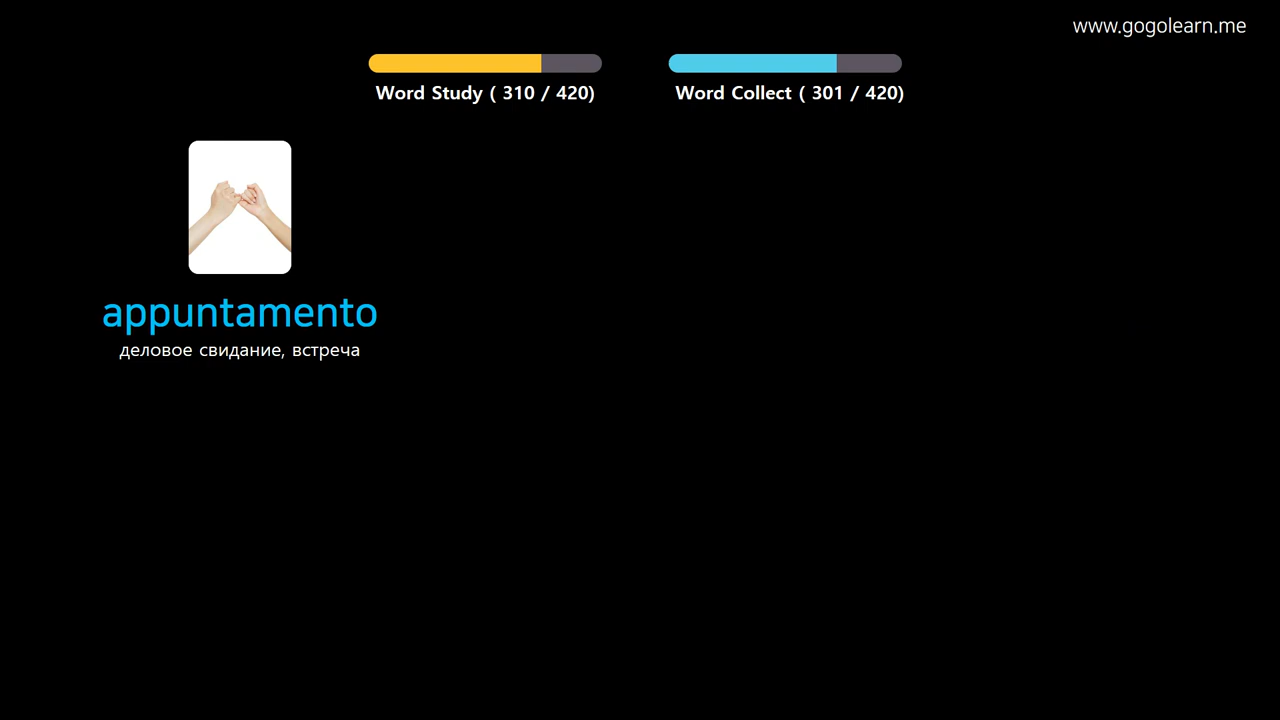 www.gogolearn.me
Word Study ( 310 / 420)
Word Collect ( 301 / 420)
appuntamento
деловое свидание, встреча